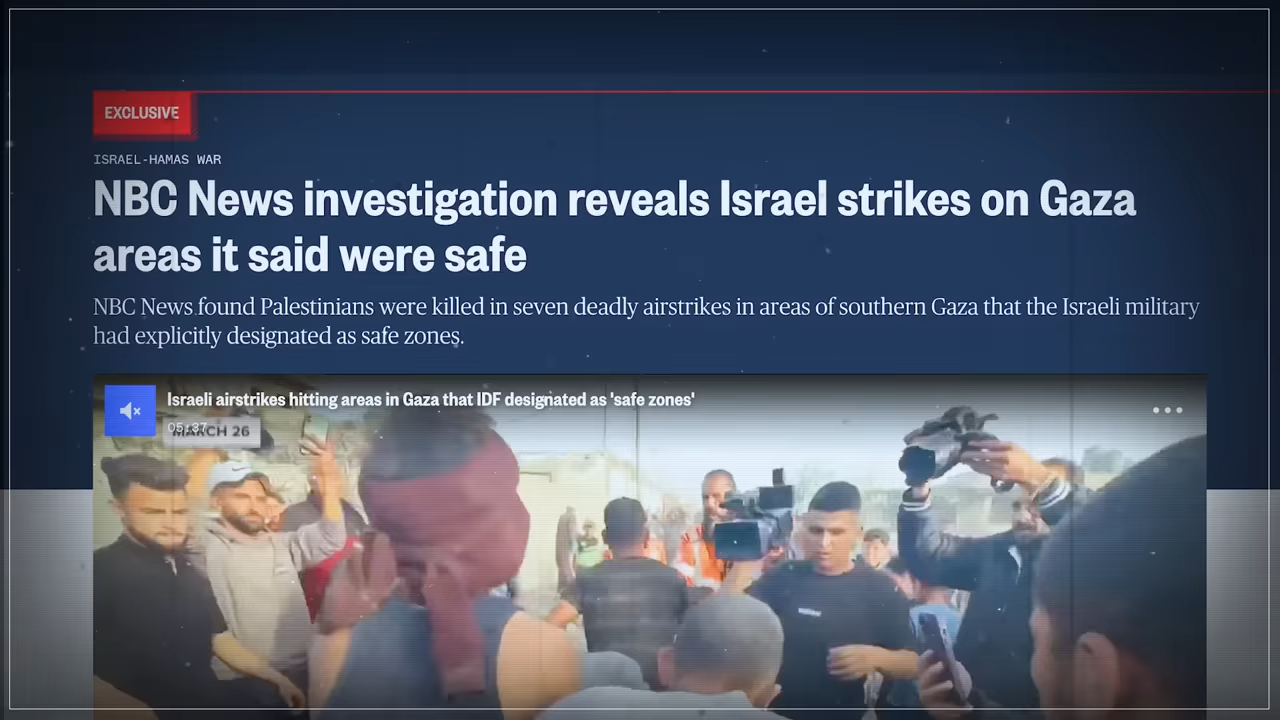 EXCLUSIVE
ISRAEL-HAMAS WAR
NBC News investigation reveals Israel strikes on Gaza
areas it said were safe
NBC News found Palestinians were killed in seven deadly airstrikes in areas of southern Gaza that the Israeli military
had explicitly designated as safe zones.
Israeli airstrikes hitting areas in Gaza that IDF designated as 'safe zones'
05:37
MARCH 26